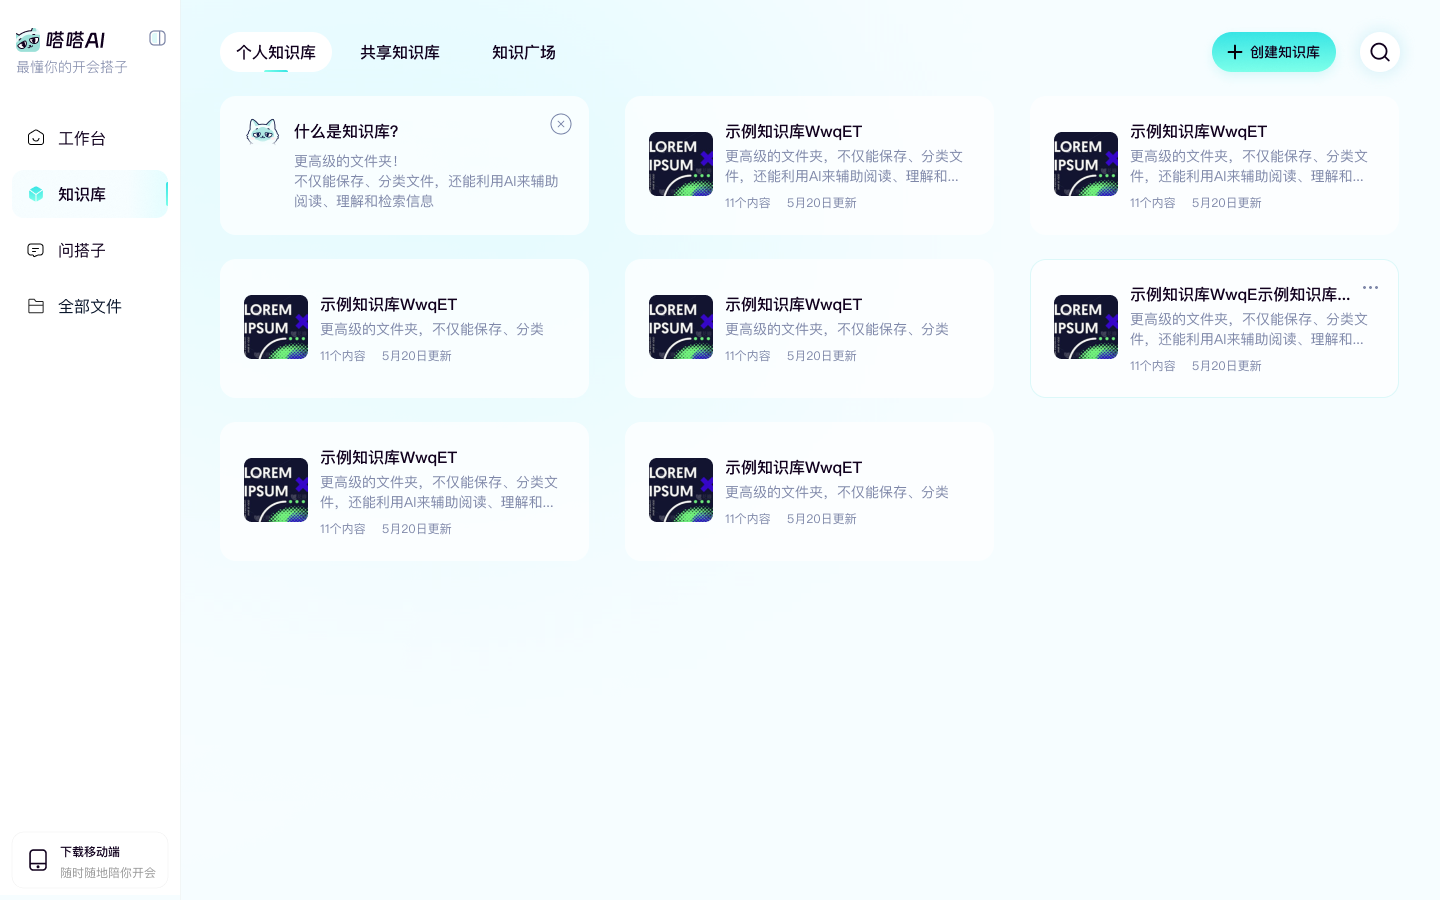 嗒嗒AI
最懂你的开会搭子
工作台
知识库
问搭子
全部文件
下载移动端
随时随地陪你开会
个人知识库
共享知识库
知识广场
创建知识库
什么是知识库?
更高级的文件夹!
不仅能保存、分类文件，还能利用AI来辅助
阅读、理解和检索信息
LOREM
IPSUM
示例知识库WwqET
更高级的文件夹，不仅能保存、分类文
件，还能利用AI来辅助阅读、理解和...
11个内容 5月20日更新
LOREM
IPSUM
示例知识库WwqET
更高级的文件夹，不仅能保存、分类文
件，还能利用AI来辅助阅读、理解和...
11个内容 5月20日更新
LOREM
IPSUM
示例知识库WwqET
更高级的文件夹，不仅能保存、分类
11个内容 5月20日更新
LOREM
IPSUM
示例知识库WwqET
更高级的文件夹，不仅能保存、分类
11个内容 5月20日更新
LOREM
IPSUM
示例知识库WwqE示例知识库...
更高级的文件夹，不仅能保存、分类文
件，还能利用AI来辅助阅读、理解和...
11个内容 5月20日更新
LOREM
IPSUM
示例知识库WwqET
更高级的文件夹，不仅能保存、分类文
件，还能利用AI来辅助阅读、理解和...
11个内容 5月20日更新
LOREM
IPSUM
示例知识库WwqET
更高级的文件夹，不仅能保存、分类
11个内容 5月20日更新